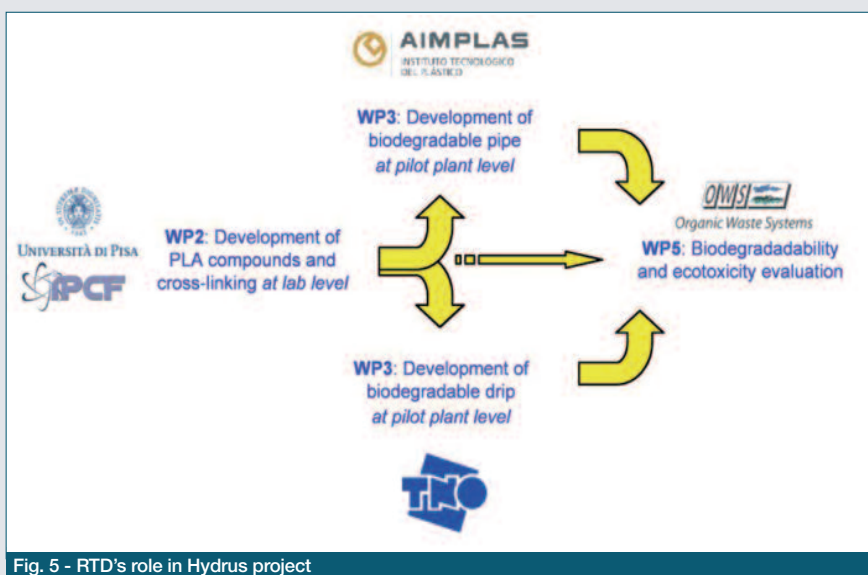 AIMPLAS
INSTITUTO TECNOLÓGICO
DEL PLÁSTICO
WP3: Development of
biodegradable pipe
at pilot plant level
UNIVERSITÀ DI PISA
IPCF
WP2: Development of
PLA compounds and
cross-linking at lab level
OWS
Organic Waste Systems
WP5: Biodegradadability
and ecotoxicity evaluation
WP3: Development of
biodegradable drip
at pilot plant level
TNO
Fig. 5 - RTD's role in Hydrus project